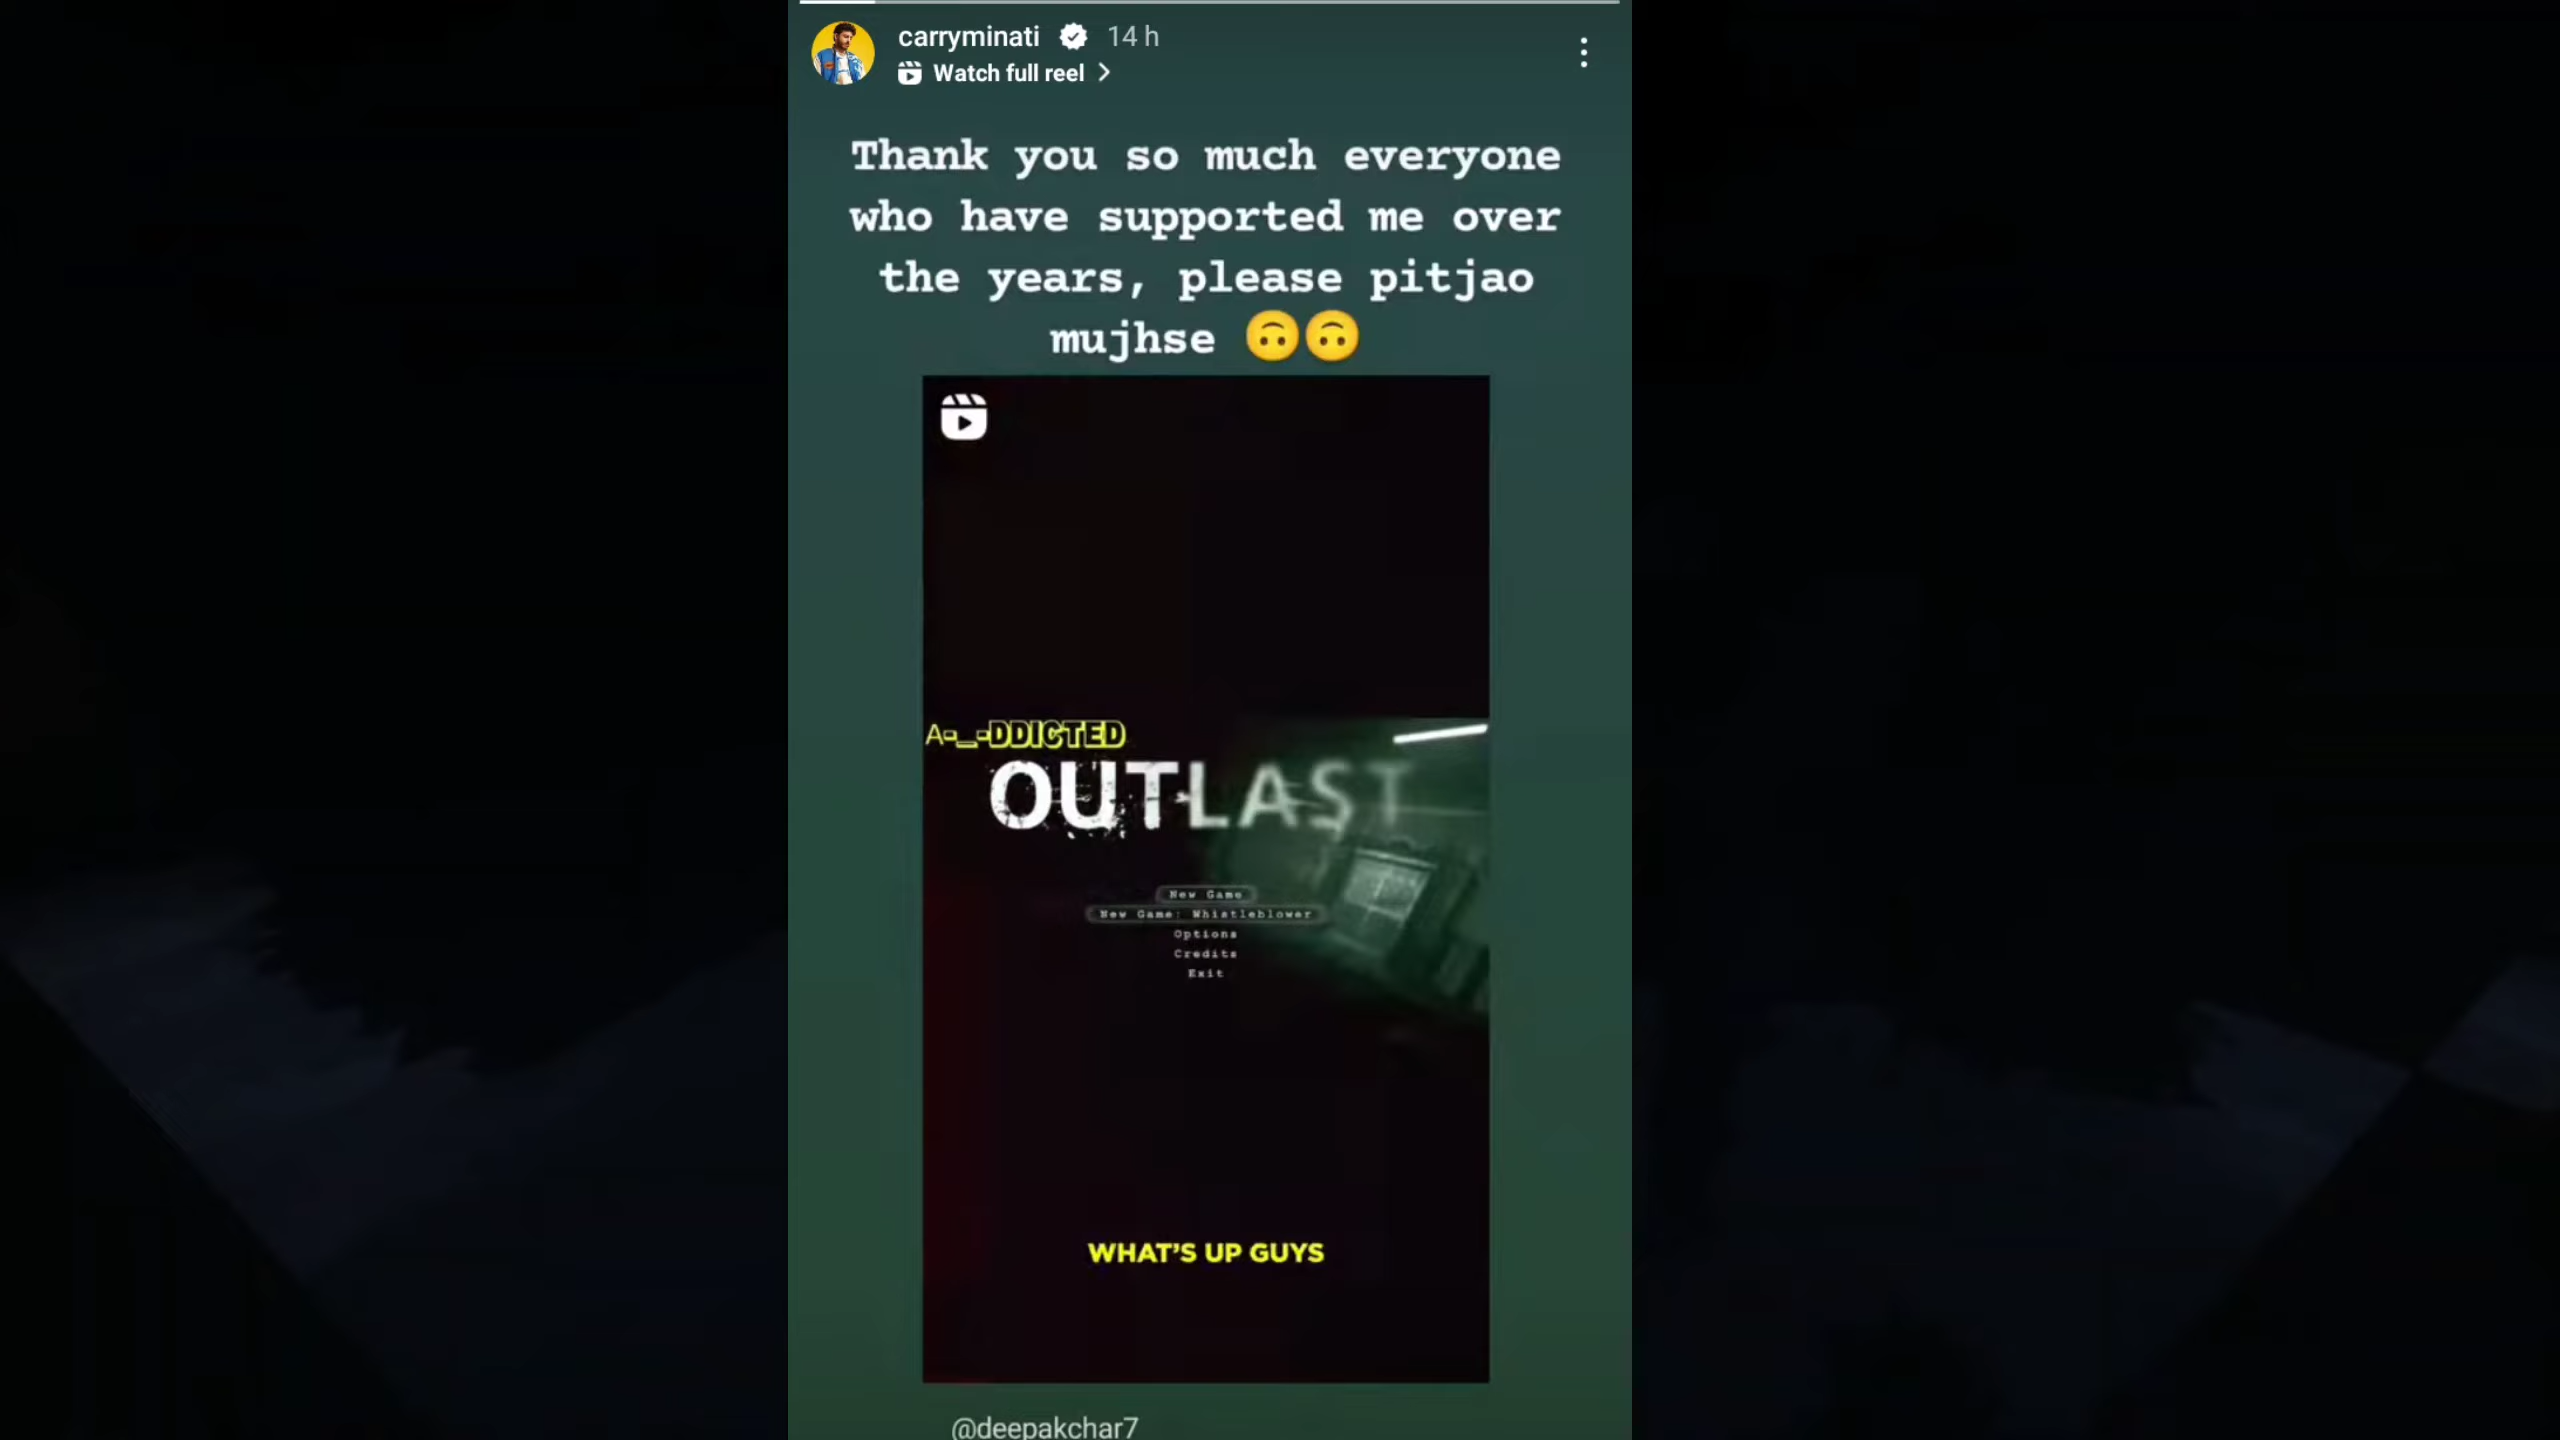 carryminati 14 h
Watch full reel
Thank you so much everyone
who have supported me over
the years, please pitjao
mujhse 🙃🙃
A-_-DDICTED
OUTLAST
New Game
New Game: Whistleblower
Options
Credits
Exit
WHAT'S UP GUYS
@deepakchar7